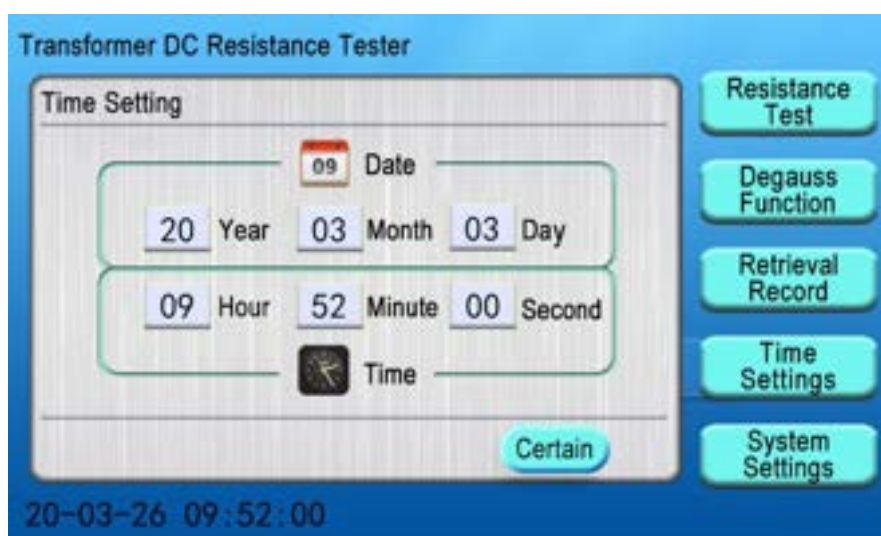 Transformer DC Resistance Tester
Time Setting
09 Date
20 Year 03 Month 03 Day
09 Hour 52 Minute 00 Second
Time
Certain
Resistance
Test
Degauss
Function
Retrieval
Record
Time
Settings
System
Settings
20-03-26 09:52:00